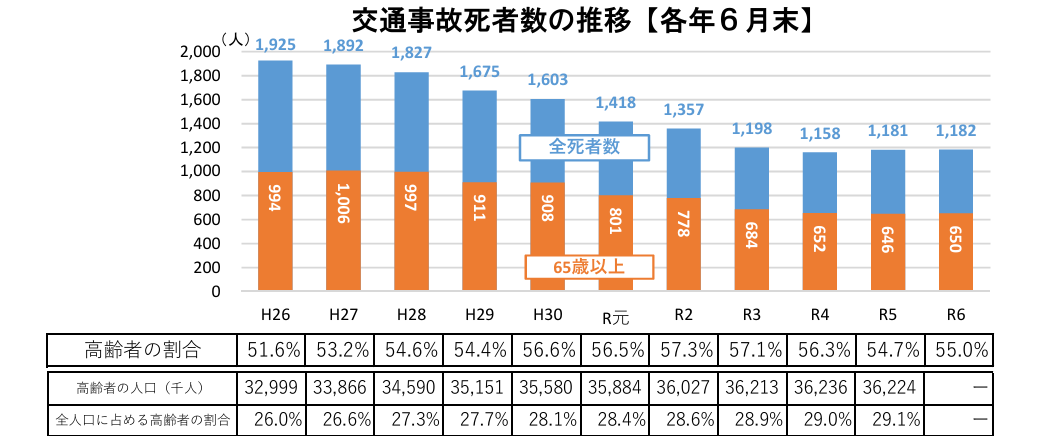 交通事故死者数の推移【各年６月末】
（人）
2,000
1,800
1,600
1,400
1,200
1,000
800
600
400
200
0
1,925 1,892 1,827 1,675 1,603 1,418 1,357 1,198 1,158 1,181 1,182
全死者数
994 1,006 997 911 908 801 778 684 652 646 650
65歳以上
H26 H27 H28 H29 H30 R元 R2 R3 R4 R5 R6
高齢者の割合 51.6% 53.2% 54.6% 54.4% 56.6% 56.5% 57.3% 57.1% 56.3% 54.7% 55.0%
高齢者の人口（千人） 32,999 33,866 34,590 35,151 35,580 35,884 36,027 36,213 36,236 36,224 ―
全人口に占める高齢者の割合 26.0% 26.6% 27.3% 27.7% 28.1% 28.4% 28.6% 28.9% 29.0% 29.1% ―